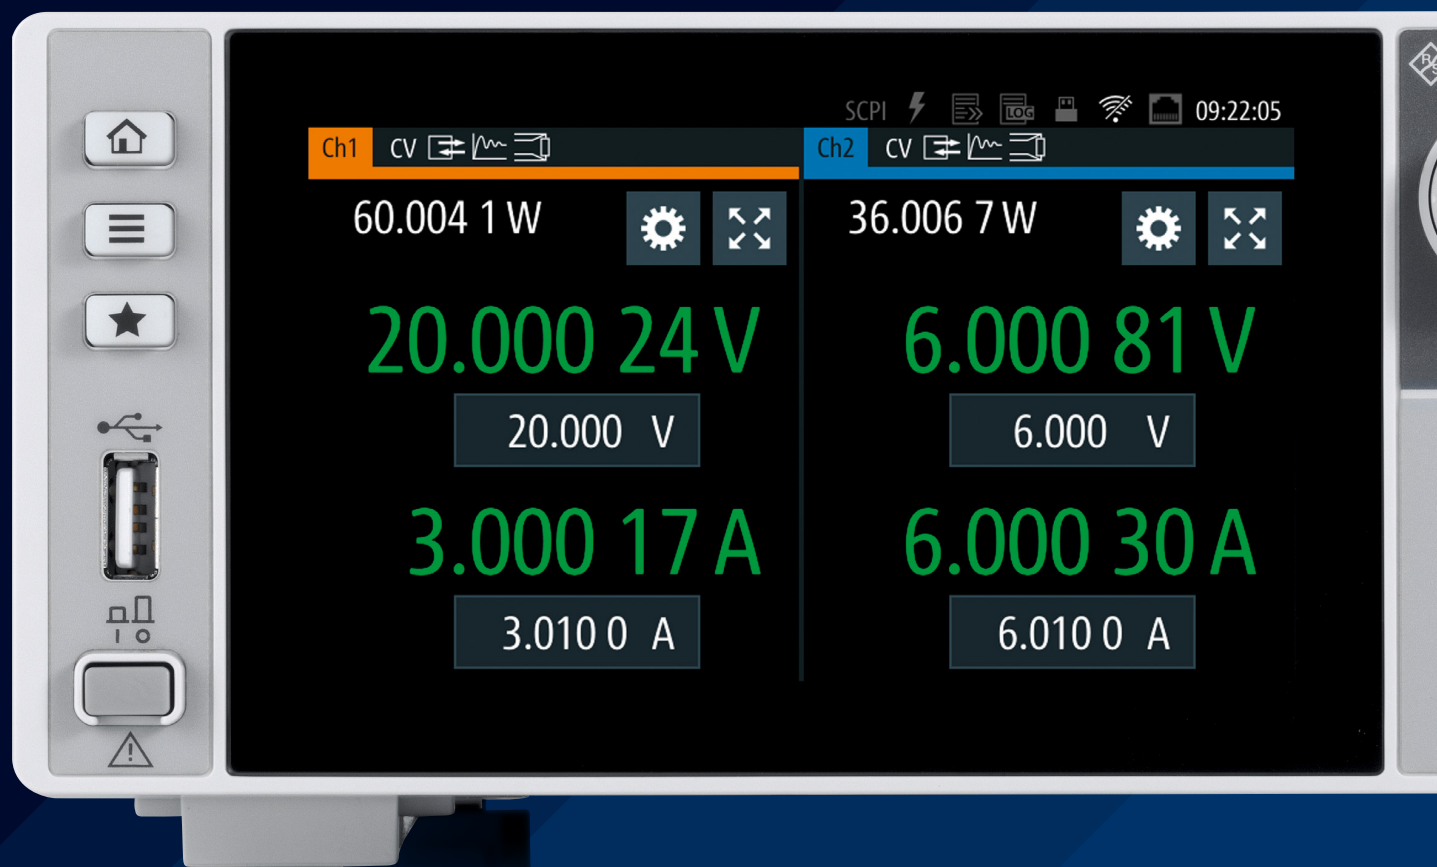 SCPI LOG 09:22:05
Ch1 CV Ch2 CV
60.004 1 W
36.006 7 W
20.000 24 V
6.000 81 V
20.000 V
6.000 V
3.000 17 A
6.000 30 A
3.010 0 A
6.010 0 A
R&S